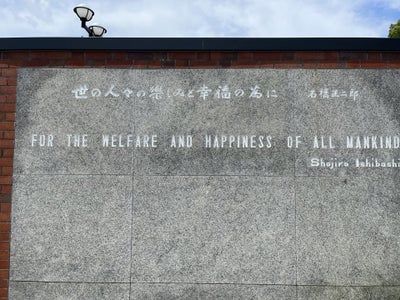 世の人々の楽しみと幸福の為に 石橋正二郎
FOR THE WELFARE AND HAPPINESS OF ALL MANKIND
Shojiro Ishibashi